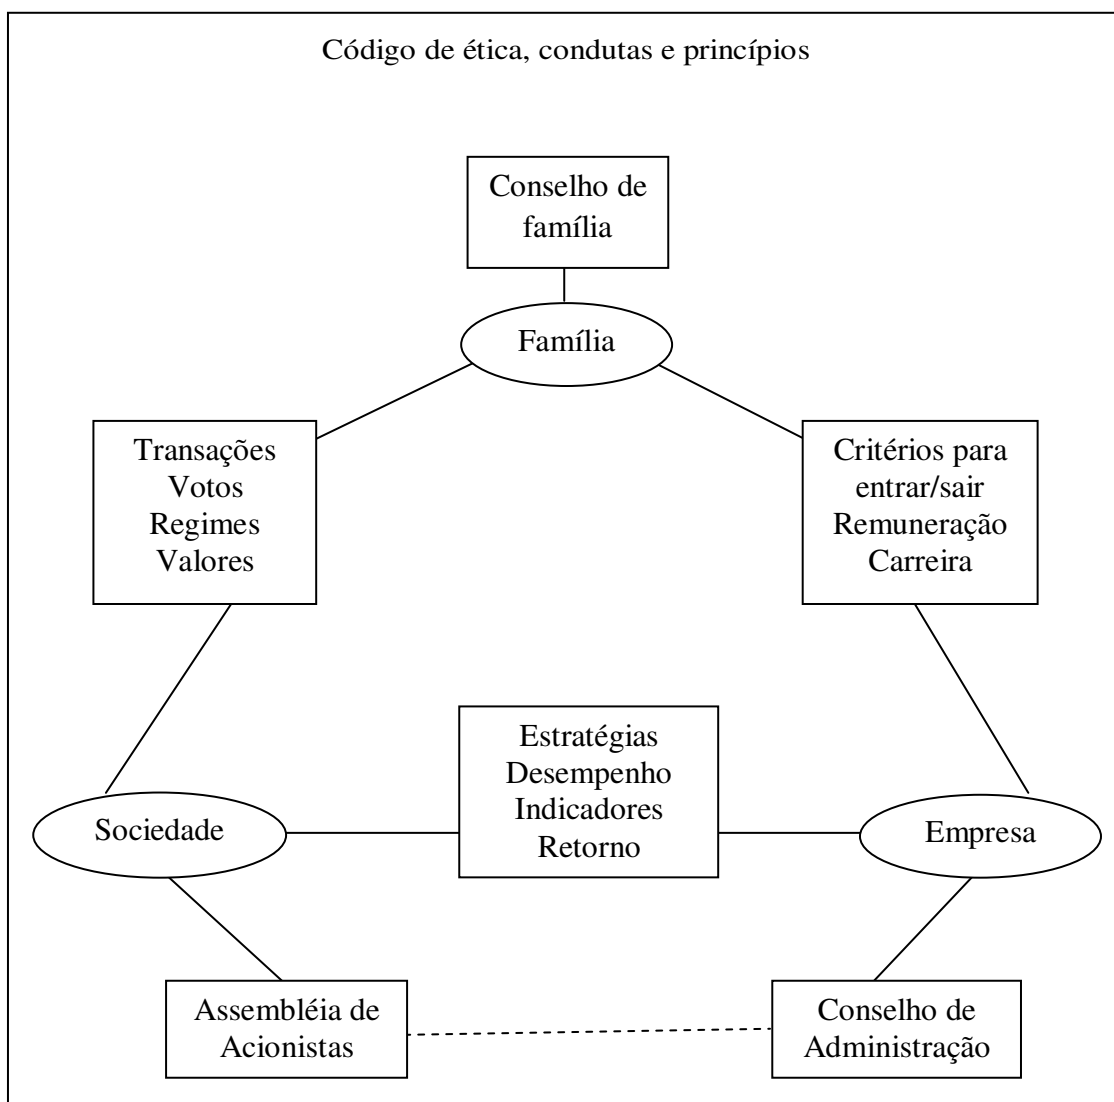 Código de ética, condutas e princípios
Conselho de
família
Família
Transações
Votos
Regimes
Valores
Critérios para
entrar/sair
Remuneração
Carreira
Estratégias
Desempenho
Indicadores
Retorno
Sociedade
Empresa
Assembléia de
Acionistas
Conselho de
Administração